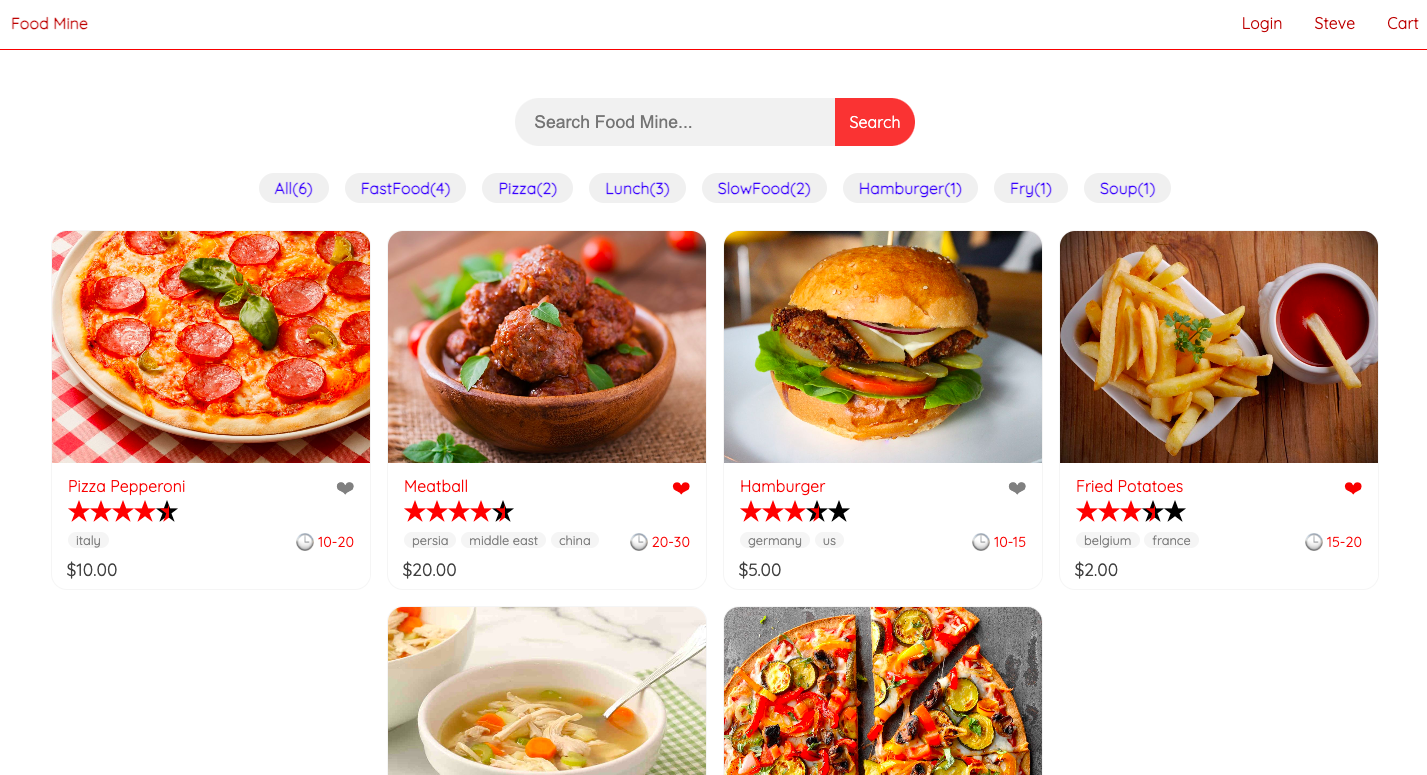 Food Mine
Login Steve Cart
Search Food Mine... Search
All(6) FastFood(4) Pizza(2) Lunch(3) SlowFood(2) Hamburger(1) Fry(1) Soup(1)
Pizza Pepperoni
italy 10-20
$10.00
Meatball
persia middle east china 20-30
$20.00
Hamburger
germany us 10-15
$5.00
Fried Potatoes
belgium france 15-20
$2.00